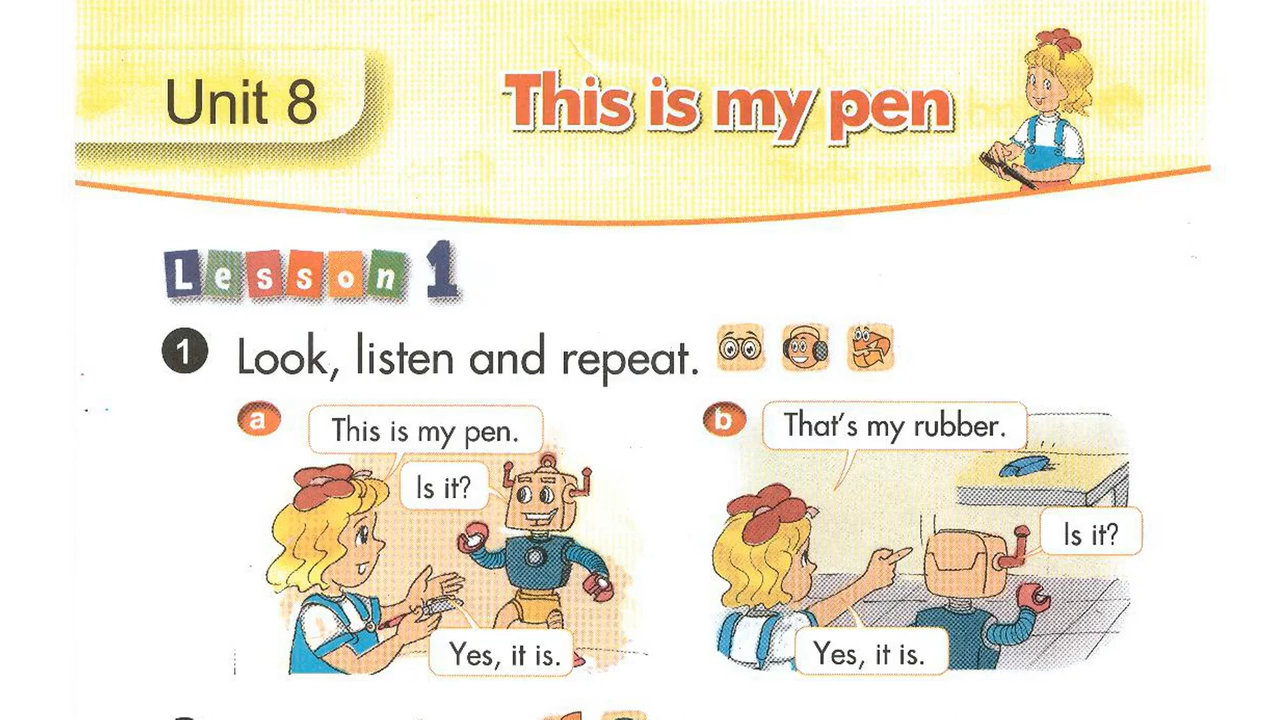 Unit 8
This is my pen
Lesson 1
1 Look, listen and repeat.
a
This is my pen.
Is it?
Yes, it is.
b
That's my rubber.
Is it?
Yes, it is.